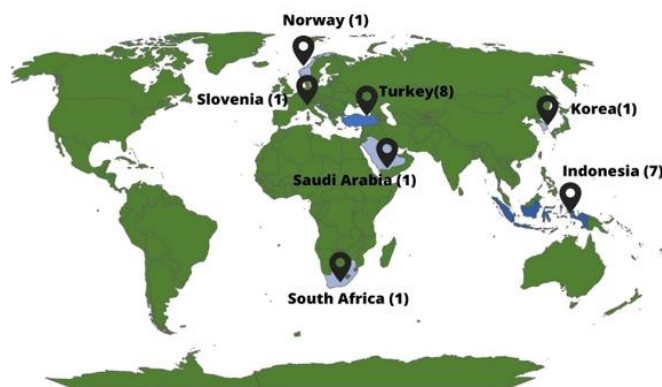 Norway (1)
Slovenia (1)
Turkey(8)
Korea(1)
Saudi Arabia (1)
Indonesia (7)
South Africa (1)